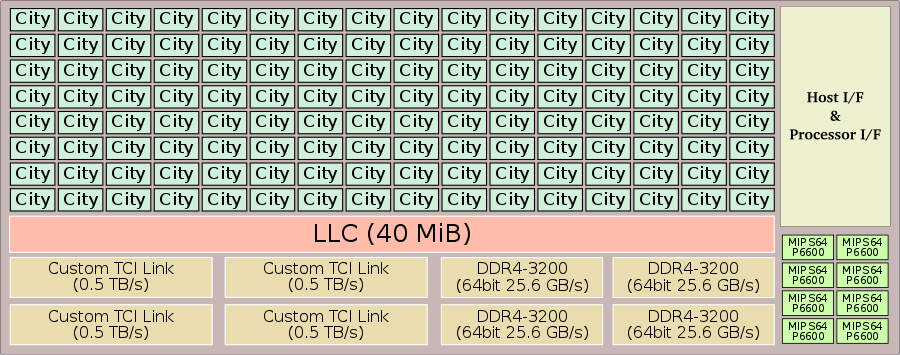 City City City City City City City City City City City City City City City City
City City City City City City City City City City City City City City City City
City City City City City City City City City City City City City City City City
City City City City City City City City City City City City City City City City
City City City City City City City City City City City City City City City City
City City City City City City City City City City City City City City City City
City City City City City City City City City City City City City City City City
City City City City City City City City City City City City City City City City
Host I/F
&
Processor I/F
LLC (40 MiB)
Custom TCI Link
(0.5 TB/s)
Custom TCI Link
(0.5 TB/s)
DDR4-3200
(64bit 25.6 GB/s)
DDR4-3200
(64bit 25.6 GB/s)
Custom TCI Link
(0.5 TB/s)
Custom TCI Link
(0.5 TB/s)
DDR4-3200
(64bit 25.6 GB/s)
DDR4-3200
(64bit 25.6 GB/s)
MIPS64
P6600
MIPS64
P6600
MIPS64
P6600
MIPS64
P6600
MIPS64
P6600
MIPS64
P6600
MIPS64
P6600
MIPS64
P6600